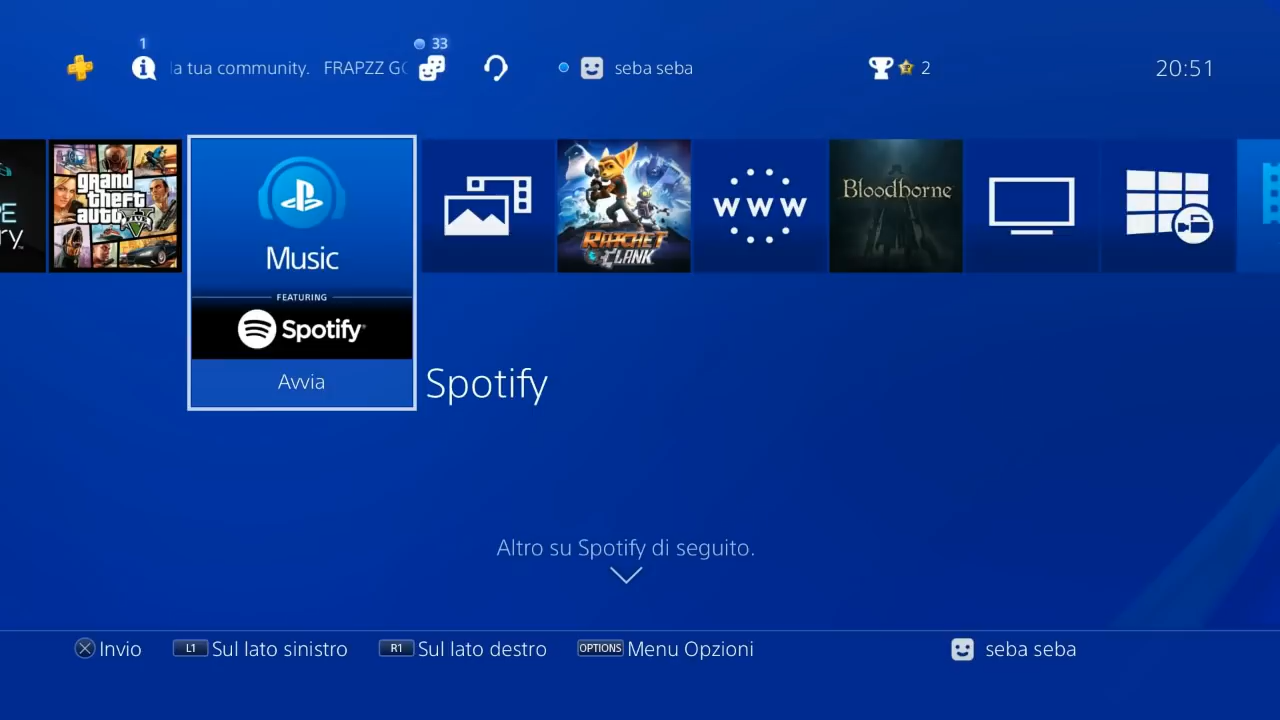 1
33
la tua community. FRAPZZ G
seba seba
2
20:51
grand
theft
auto
V
Music
FEATURING
Spotify
Avvia
RATCHET
CLANK
www
Bloodborne
Spotify
Altro su Spotify di seguito.
Invio
L1 Sul lato sinistro
R1 Sul lato destro
OPTIONS Menu Opzioni
seba seba